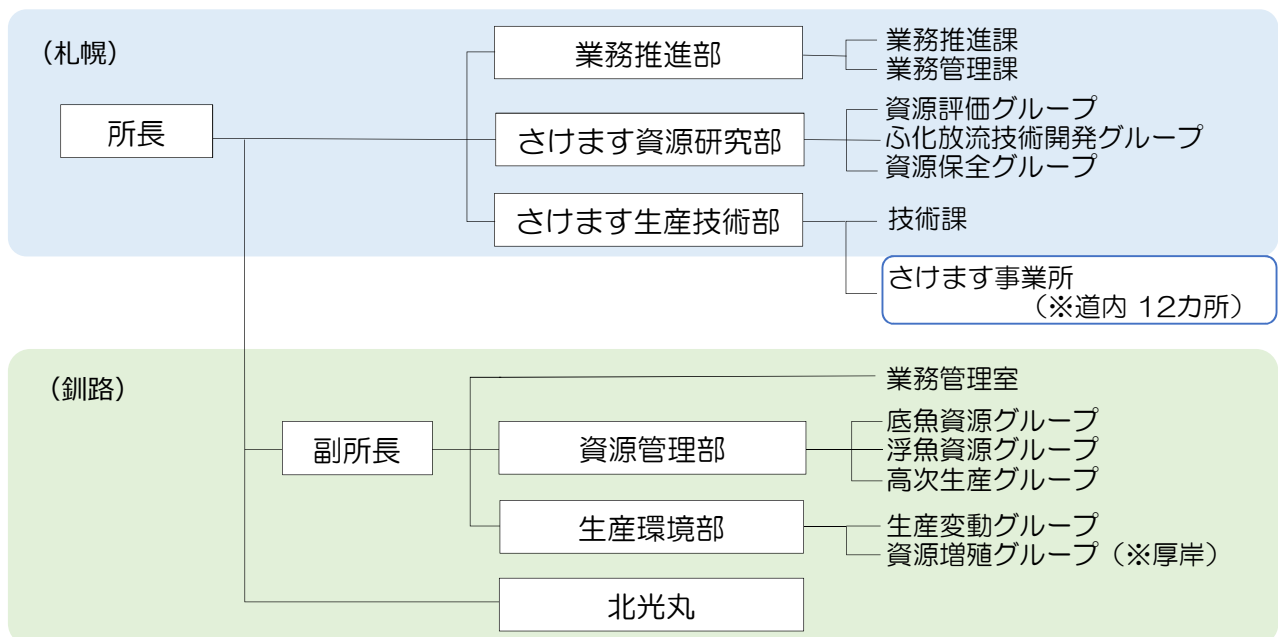 （札幌）
所長
業務推進部
業務推進課
業務管理課
さけます資源研究部
資源評価グループ
ふ化放流技術開発グループ
資源保全グループ
さけます生産技術部
技術課
さけます事業所
（※道内 12カ所）
（釧路）
副所長
業務管理室
資源管理部
底魚資源グループ
浮魚資源グループ
高次生産グループ
生産環境部
生産変動グループ
資源増殖グループ（※厚岸）
北光丸